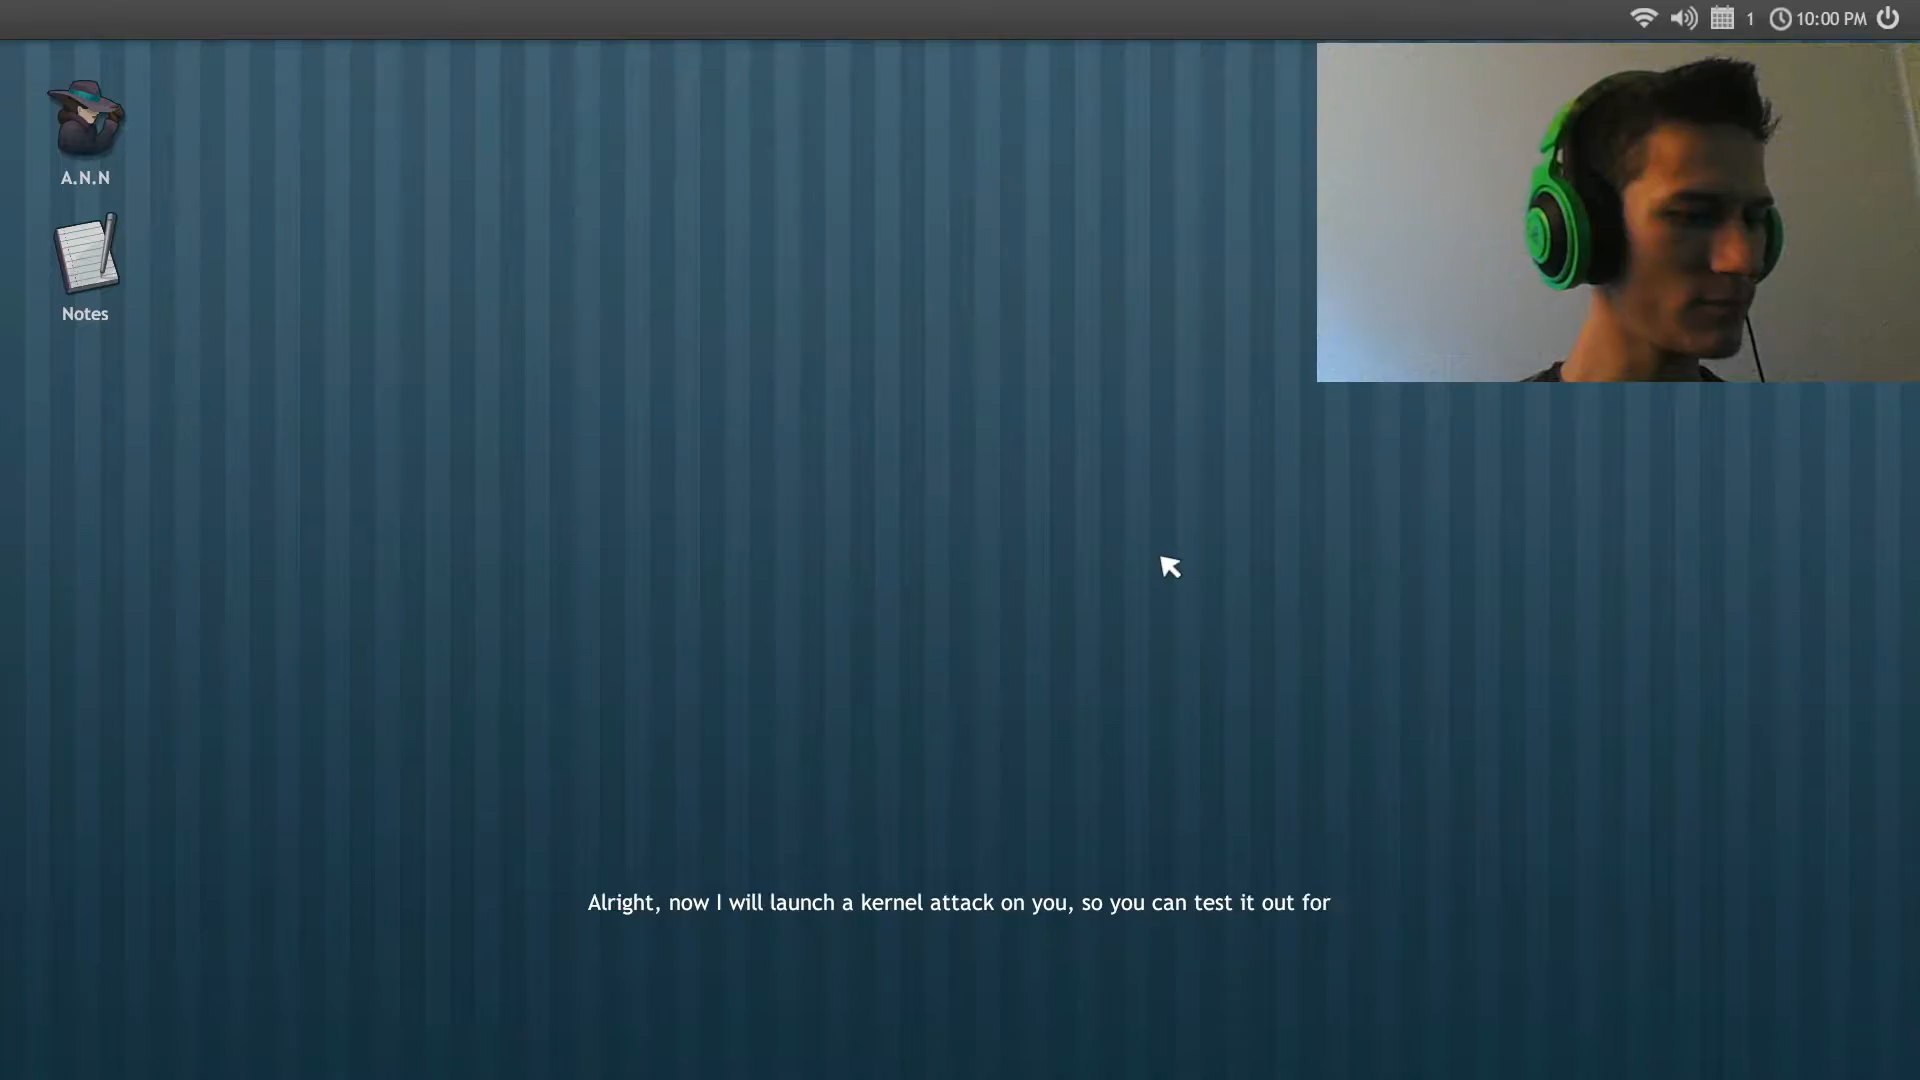 1 10:00 PM
A.N.N
Notes
Alright, now I will launch a kernel attack on you, so you can test it out for